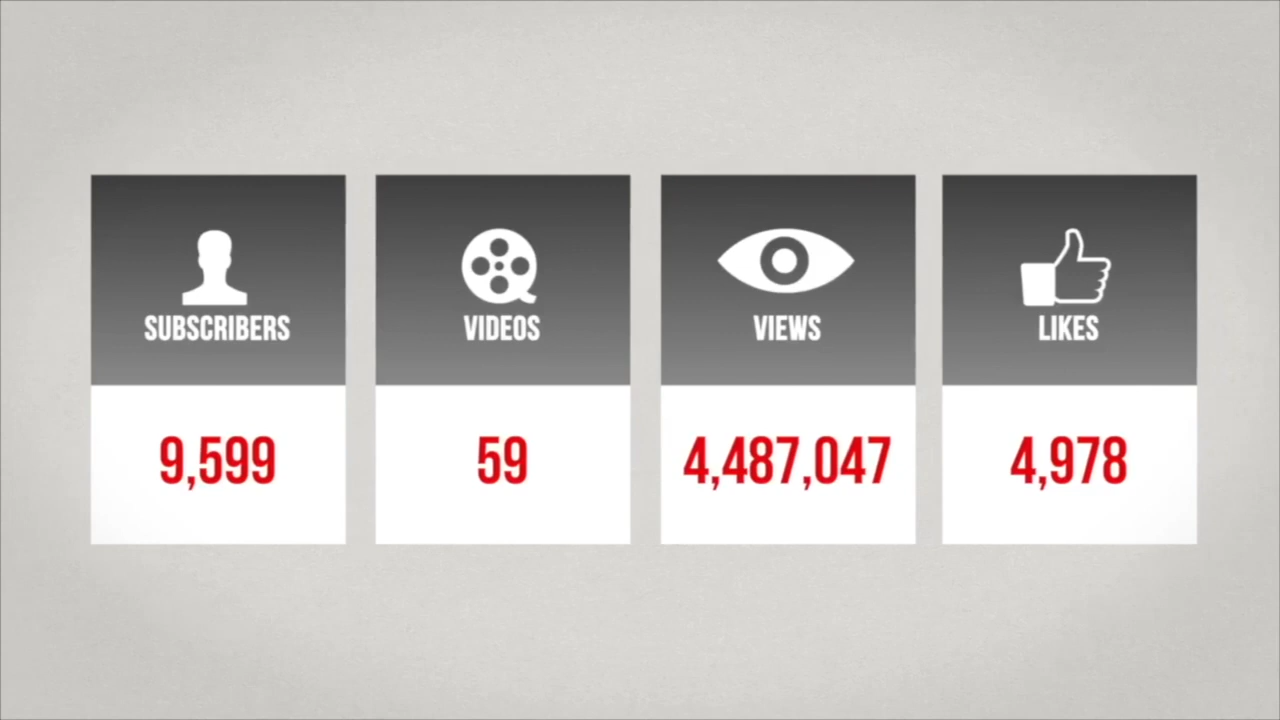 SUBSCRIBERS
9,599
VIDEOS
59
VIEWS
4,487,047
LIKES
4,978